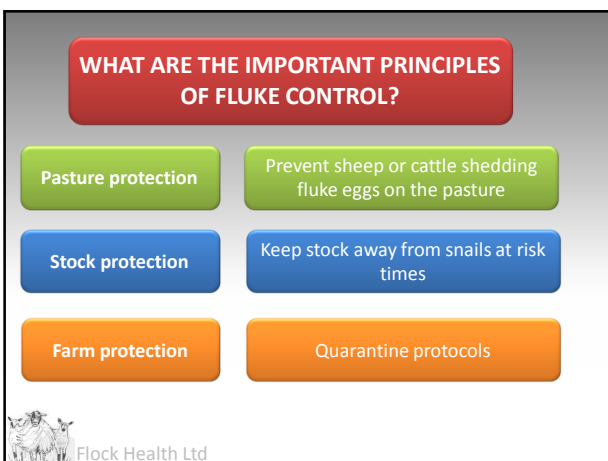 WHAT ARE THE IMPORTANT PRINCIPLES
OF FLUKE CONTROL?
Pasture protection
Prevent sheep or cattle shedding
fluke eggs on the pasture
Stock protection
Keep stock away from snails at risk
times
Farm protection
Quarantine protocols
Flock Health Ltd